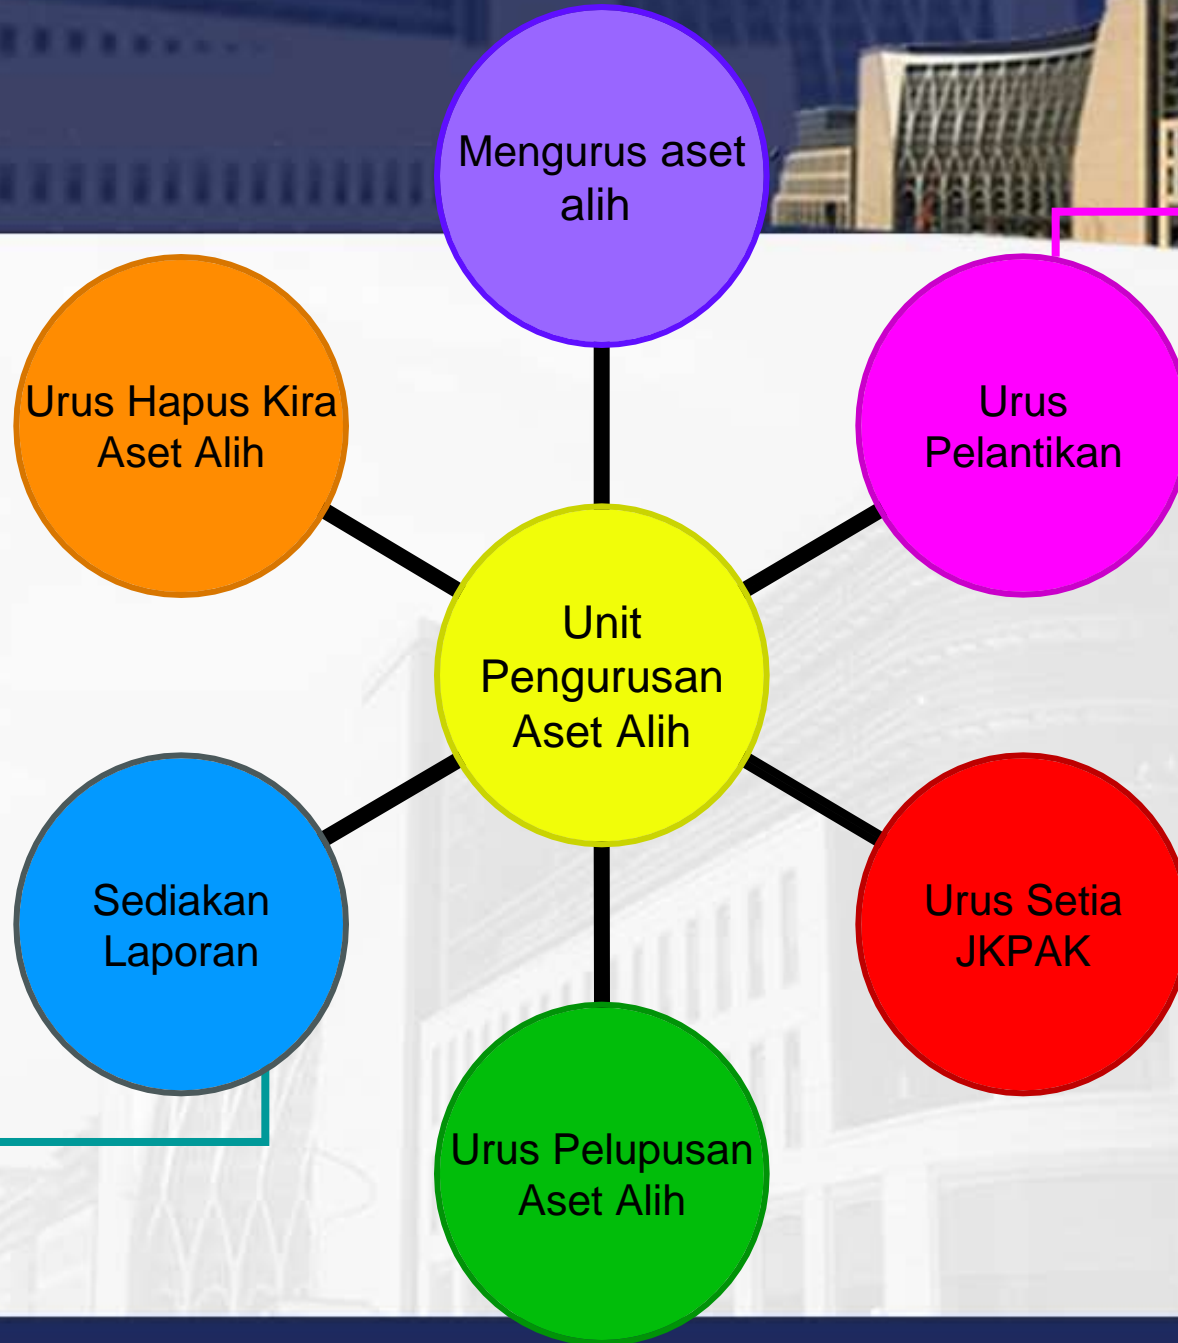 Mengurus aset
alih
Urus Hapus Kira
Aset Alih
Urus
Pelantikan
Unit
Pengurusan
Aset Alih
Sediakan
Laporan
Urus Setia
JKPAK
Urus Pelupusan
Aset Alih